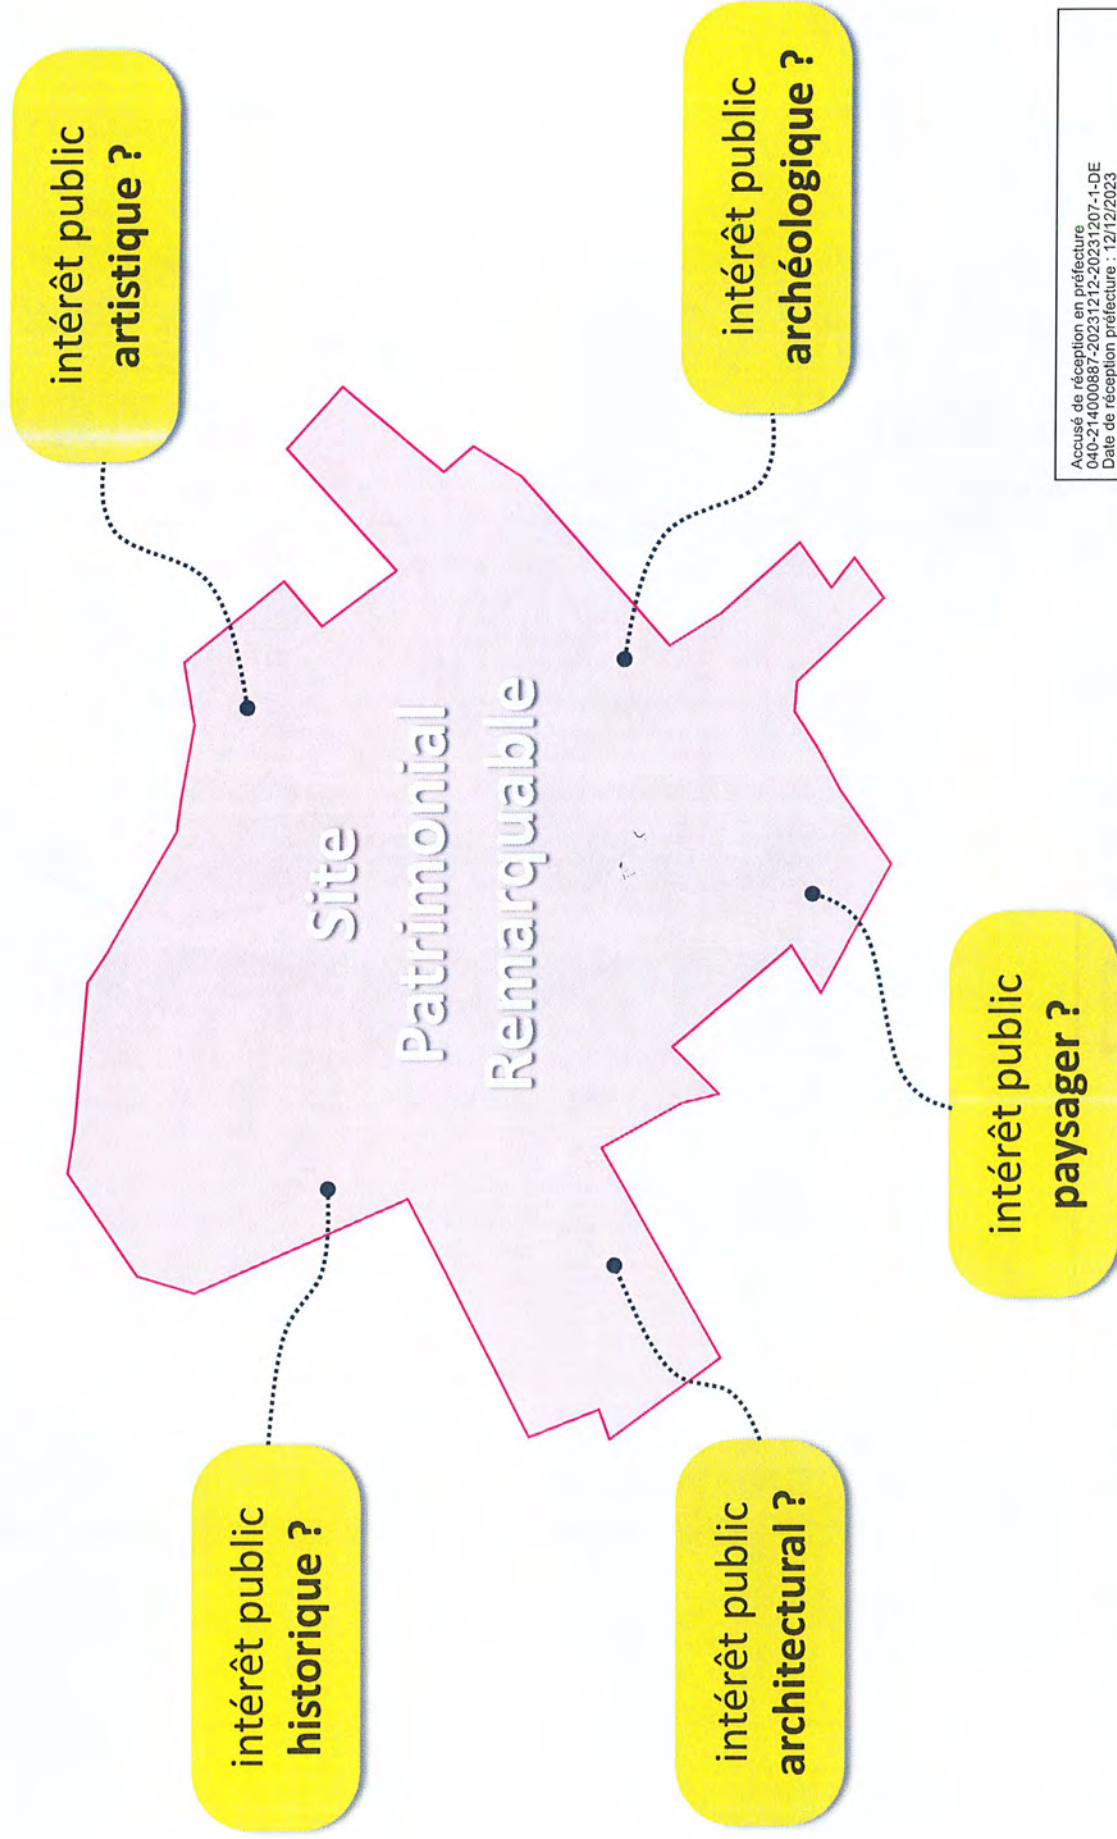 intérêt public
historique ?
intérêt public
artistique ?
Site
Patrimonial
Remarquable
intérêt public
architectural ?
intérêt public
archéologique ?
intérêt public
paysager ?
Accusé de réception en préfecture
040-214000887-20231212-20231207-1-DE
Date de réception préfecture : 12/12/2023